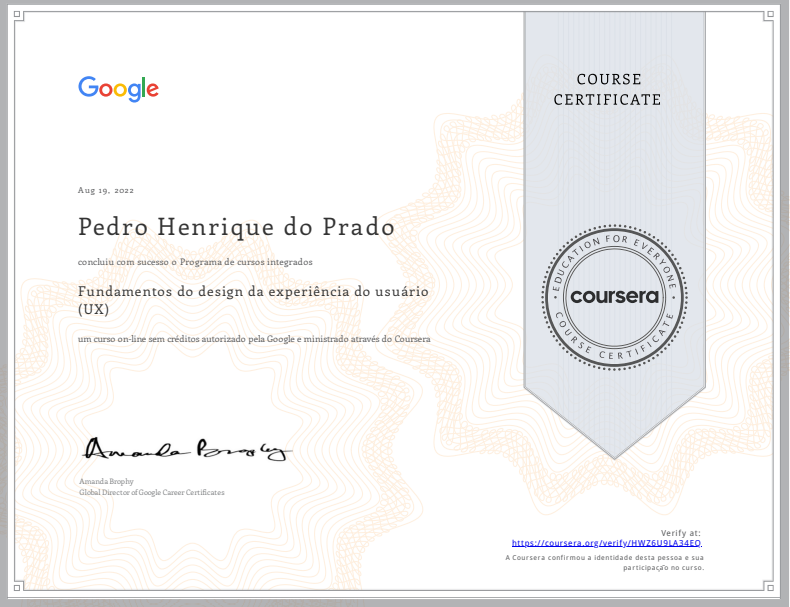 Google
COURSE
CERTIFICATE
Aug 19, 2022
Pedro Henrique do Prado
concluiu com sucesso o Programa de cursos integrados
Fundamentos do design da experiência do usuário
(UX)
um curso on-line sem créditos autorizado pela Google e ministrado através do Coursera
EDUCATION FOR EVERYONE
coursera
COURSE CERTIFICATE
Amanda Brophy
Amanda Brophy
Global Director of Google Career Certificates
Verify at:
https://coursera.org/verify/HWZ6U9LA34EQ
A Coursera confirmou a identidade desta pessoa e sua
participação no curso.